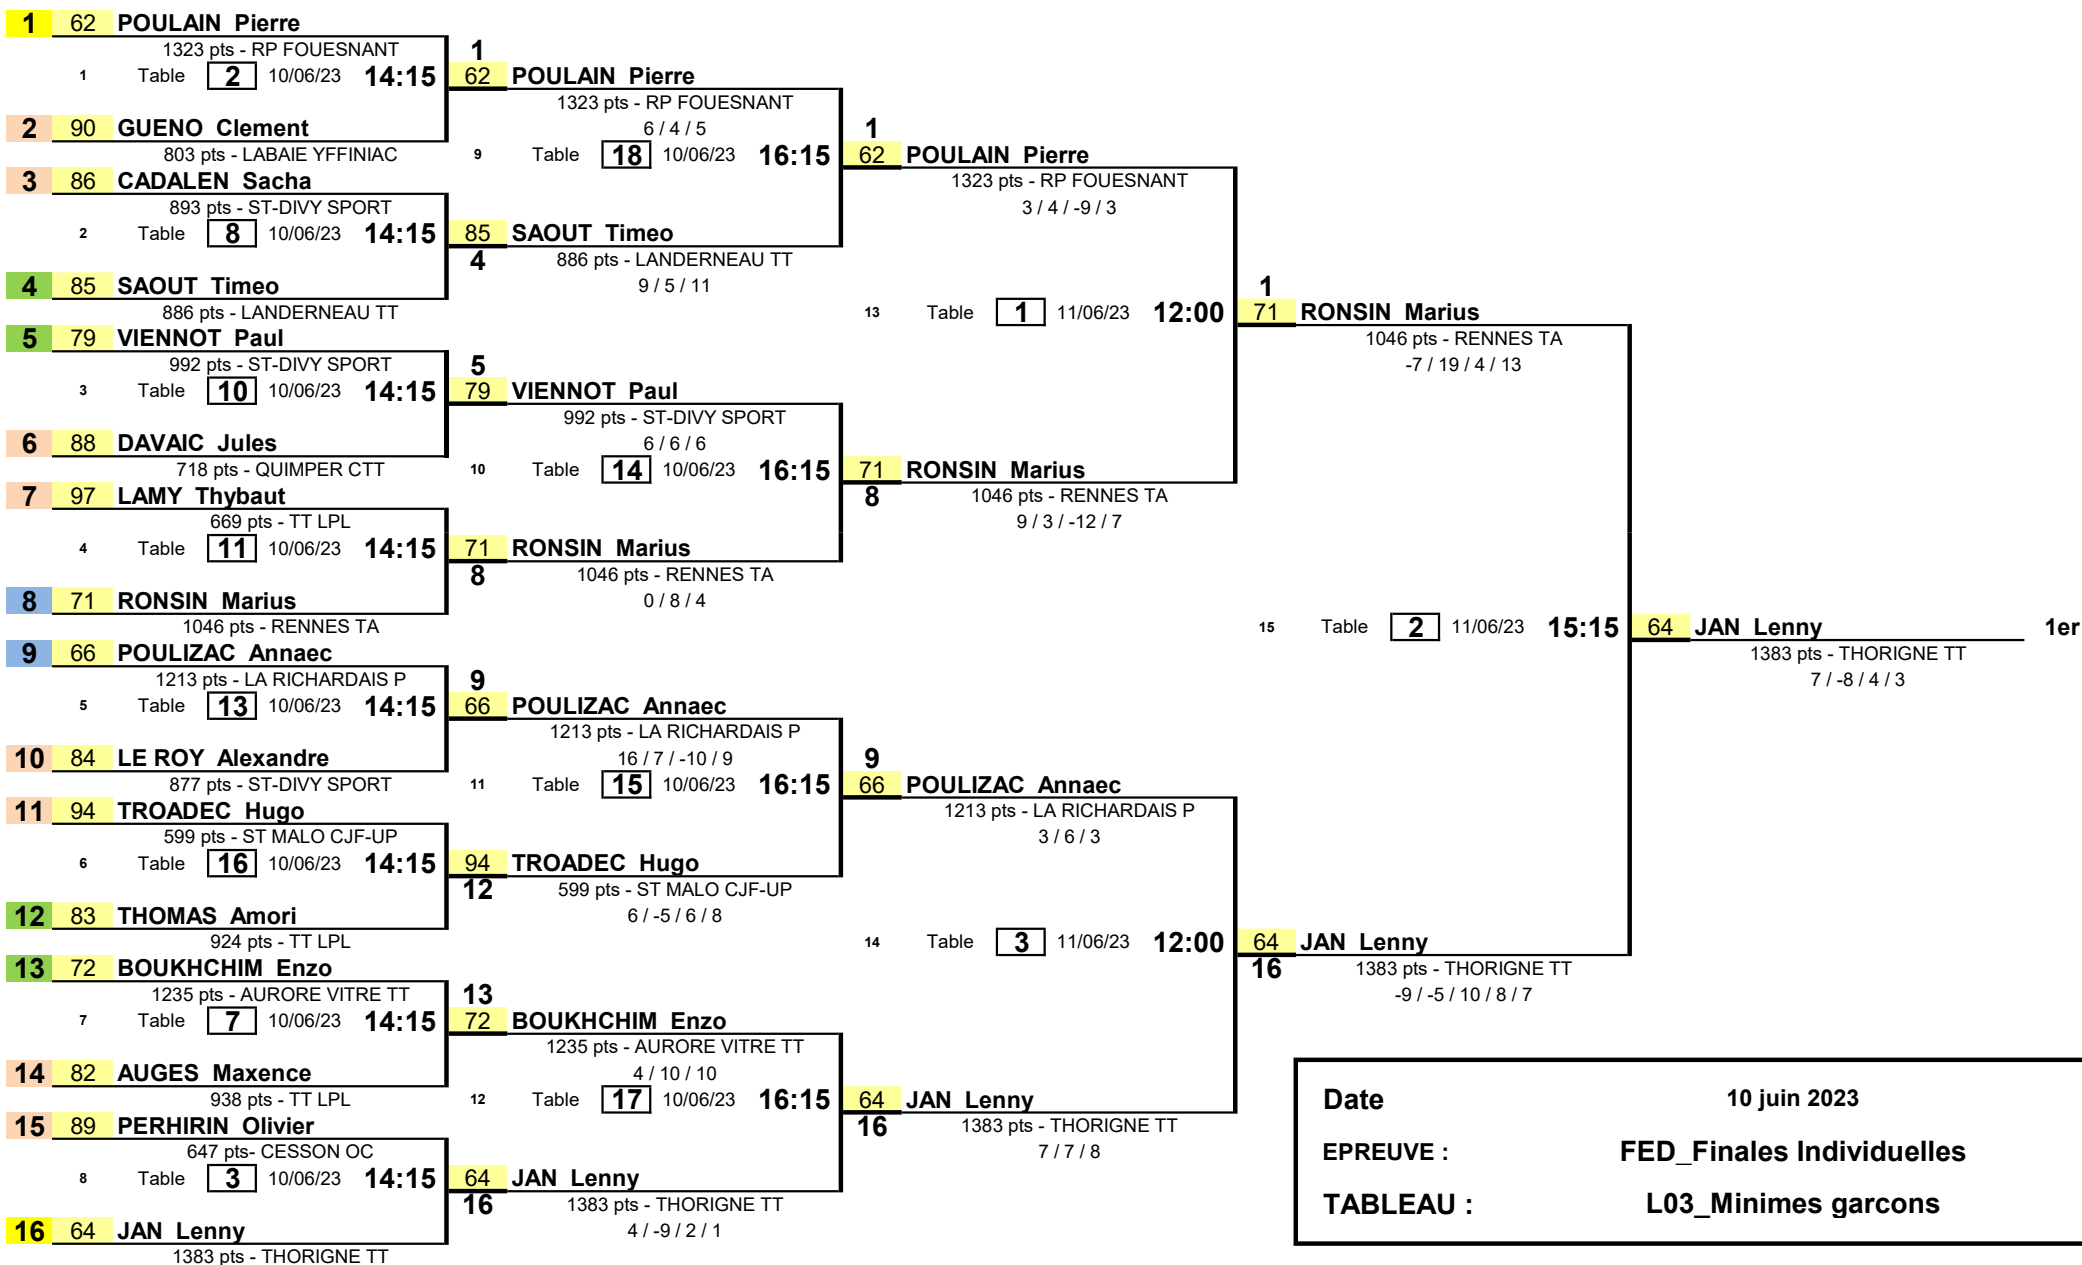 1 62 POULAIN Pierre
1323 pts - RP FOUESNANT
1 Table 2 10/06/23 14:15
2 90 GUENO Clement
803 pts - LABAIE YFFINIAC
3 86 CADALEN Sacha
893 pts - ST-DIVY SPORT
2 Table 8 10/06/23 14:15
4 85 SAOUT Timeo
886 pts - LANDERNEAU TT
5 79 VIENNOT Paul
992 pts - ST-DIVY SPORT
3 Table 10 10/06/23 14:15
6 88 DAVAIC Jules
718 pts - QUIMPER CTT
7 97 LAMY Thybaut
669 pts - TT LPL
4 Table 11 10/06/23 14:15
8 71 RONSIN Marius
1046 pts - RENNES TA
9 66 POULIZAC Annaec
1213 pts - LA RICHARDAIS P
5 Table 13 10/06/23 14:15
10 84 LE ROY Alexandre
877 pts - ST-DIVY SPORT
11 94 TROADEC Hugo
599 pts - ST MALO CJF-UP
6 Table 16 10/06/23 14:15
12 83 THOMAS Amori
924 pts - TT LPL
13 72 BOUKHCHIM Enzo
1235 pts - AURORE VITRE TT
7 Table 7 10/06/23 14:15
14 82 AUGES Maxence
938 pts - TT LPL
15 89 PERHIRIN Olivier
647 pts- CESSON OC
8 Table 3 10/06/23 14:15
16 64 JAN Lenny
1383 pts - THORIGNE TT
1
62 POULAIN Pierre
1323 pts - RP FOUESNANT
6 / 4 / 5
9 Table 18 10/06/23 16:15
85 SAOUT Timeo
4
886 pts - LANDERNEAU TT
9 / 5 / 11
5
79 VIENNOT Paul
992 pts - ST-DIVY SPORT
6 / 6 / 6
10 Table 14 10/06/23 16:15
71 RONSIN Marius
8
1046 pts - RENNES TA
0 / 8 / 4
9
66 POULIZAC Annaec
1213 pts - LA RICHARDAIS P
16 / 7 / -10 / 9
11 Table 15 10/06/23 16:15
94 TROADEC Hugo
12
599 pts - ST MALO CJF-UP
6 / -5 / 6 / 8
13
72 BOUKHCHIM Enzo
1235 pts - AURORE VITRE TT
4 / 10 / 10
12 Table 17 10/06/23 16:15
64 JAN Lenny
16
1383 pts - THORIGNE TT
4 / -9 / 2 / 1
1
62 POULAIN Pierre
1323 pts - RP FOUESNANT
3 / 4 / -9 / 3
13 Table 1 11/06/23 12:00
71 RONSIN Marius
8
1046 pts - RENNES TA
9 / 3 / -12 / 7
9
66 POULIZAC Annaec
1213 pts - LA RICHARDAIS P
3 / 6 / 3
14 Table 3 11/06/23 12:00
64 JAN Lenny
16
1383 pts - THORIGNE TT
7 / 7 / 8
1
71 RONSIN Marius
1046 pts - RENNES TA
-7 / 19 / 4 / 13
15 Table 2 11/06/23 15:15
64 JAN Lenny
16
1383 pts - THORIGNE TT
-9 / -5 / 10 / 8 / 7
64 JAN Lenny 1er
1383 pts - THORIGNE TT
7 / -8 / 4 / 3
Date 10 juin 2023
EPREUVE : FED_Finales Individuelles
TABLEAU : L03_Minimes garcons